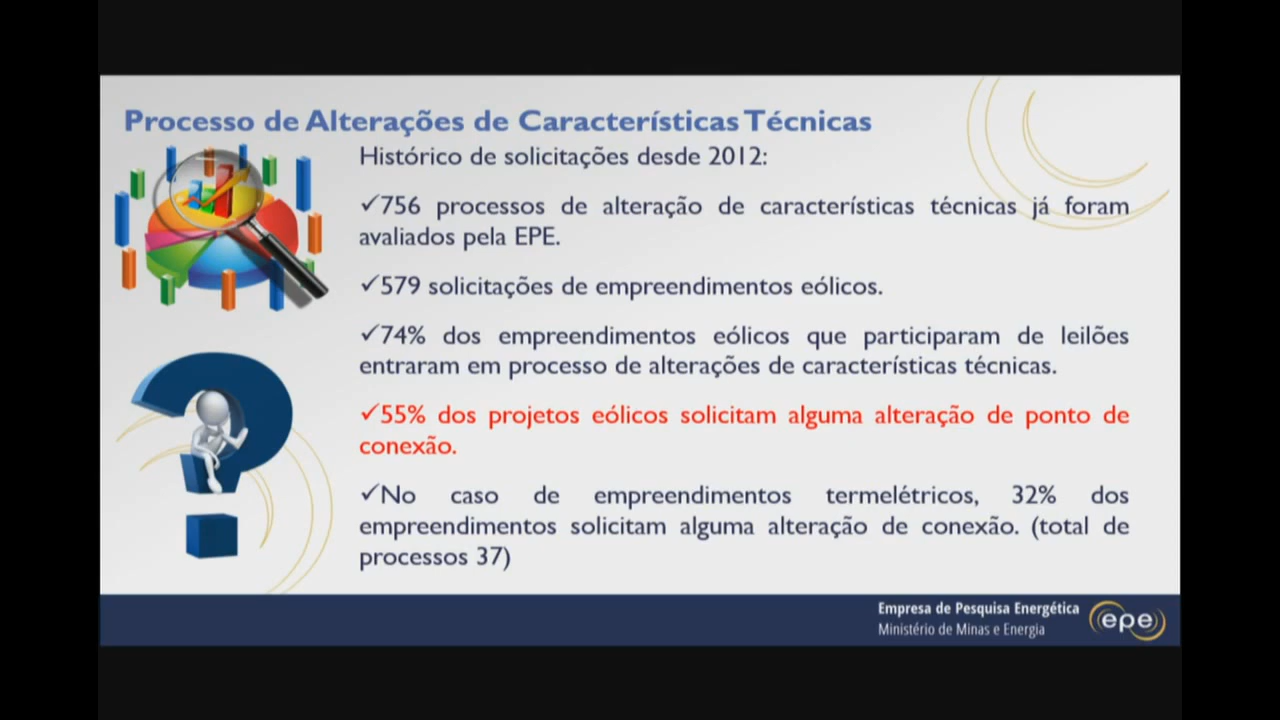 Processo de Alterações de Características Técnicas
Histórico de solicitações desde 2012:
✓756 processos de alteração de características técnicas já foram
avaliados pela EPE.
✓579 solicitações de empreendimentos eólicos.
✓74% dos empreendimentos eólicos que participaram de leilões
entraram em processo de alterações de características técnicas.
✓55% dos projetos eólicos solicitam alguma alteração de ponto de
conexão.
✓No caso de empreendimentos termelétricos, 32% dos
empreendimentos solicitam alguma alteração de conexão. (total de
processos 37)
Empresa de Pesquisa Energética
Ministério de Minas e Energia
epe